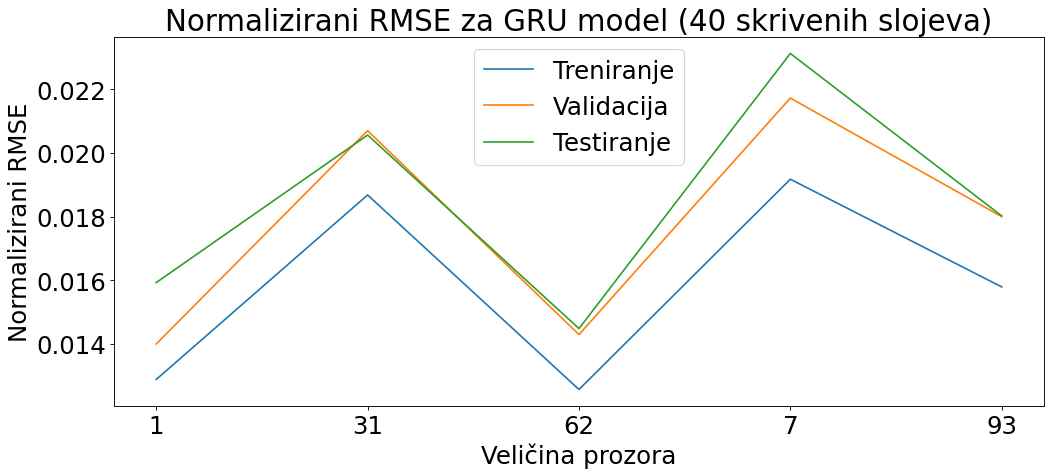 Normalizirani RMSE za GRU model (40 skrivenih slojeva)
Treniranje
Validacija
Testiranje
Normalizirani RMSE
0.022
0.020
0.018
0.016
0.014
1 31 62 7 93
Veličina prozora